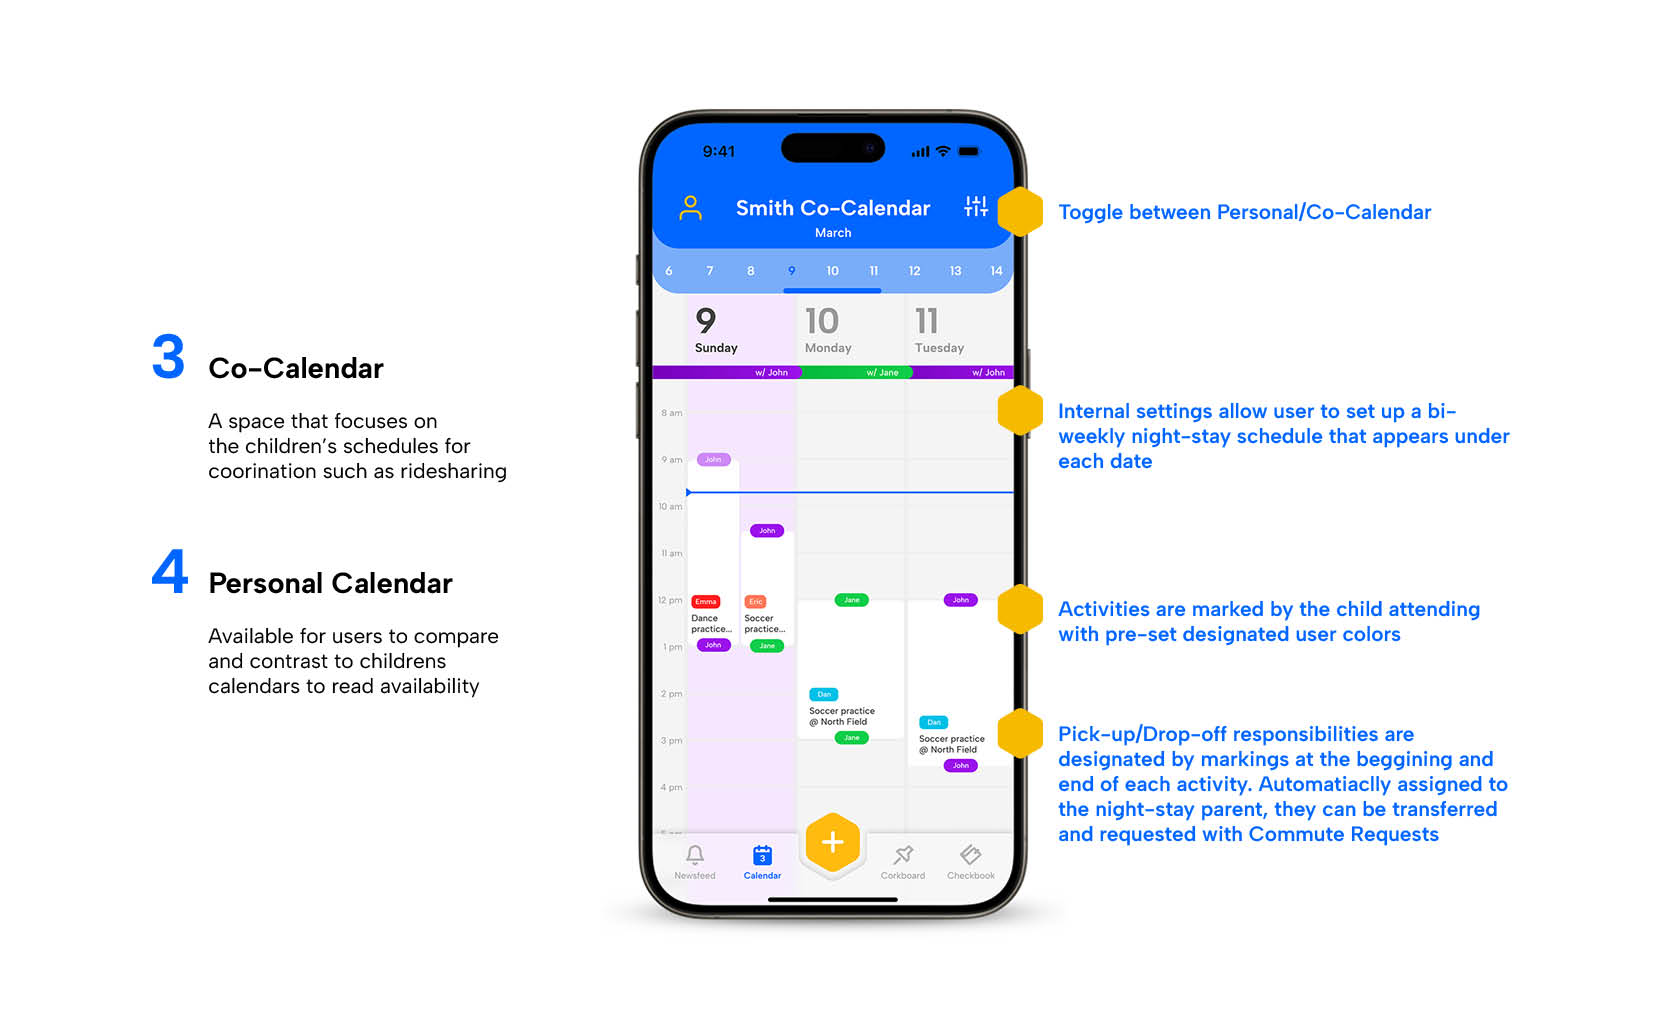 3
Co-Calendar
A space that focuses on
the children's schedules for
coorination such as ridesharing
4
Personal Calendar
Available for users to compare
and contrast to childrens
calendars to read availability
9:41
Smith Co-Calendar
March
6 7 8 9 10 11 12 13 14
9 10 11
Sunday Monday Tuesday
w/ John w/ Jane w/ John
8 am
9 am
John
10 am
John
11 am
12 pm
Emma
Dance
practice...
John
Eric
Soccer
practice...
Jane
Jane
Dan
Soccer practice
@ North Field
Jane
John
Dan
Soccer practice
@ North Field
John
1 pm
2 pm
3 pm
4 pm
3
Newsfeed Calendar Corkboard Checkbook
Toggle between Personal/Co-Calendar
Internal settings allow user to set up a bi-
weekly night-stay schedule that appears under
each date
Activities are marked by the child attending
with pre-set designated user colors
Pick-up/Drop-off responsibilities are
designated by markings at the beggining and
end of each activity. Automatiaclly assigned to
the night-stay parent, they can be transferred
and requested with Commute Requests